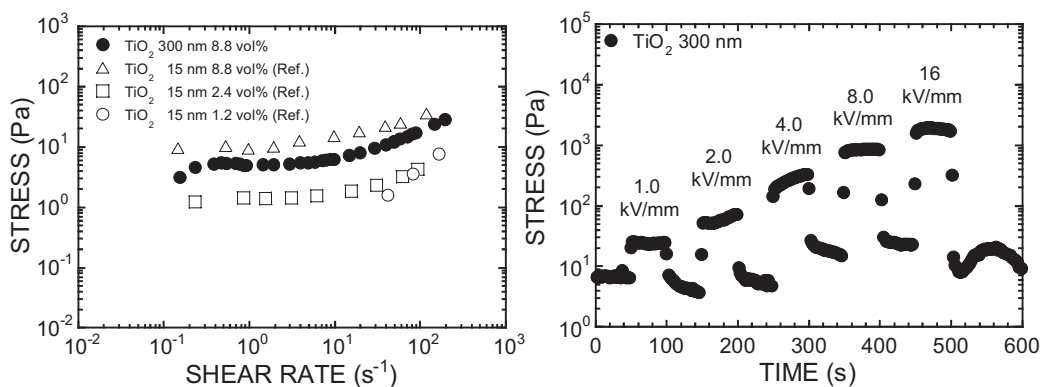 TiO2 300 nm 8.8 vol%
TiO2 15 nm 8.8 vol% (Ref.)
TiO2 15 nm 2.4 vol% (Ref.)
TiO2 15 nm 1.2 vol% (Ref.)
STRESS (Pa)
10^3
10^2
10^1
10^0
10^-1
10^-2
10^-2 10^-1 10^0 10^1 10^2 10^3
SHEAR RATE (s^-1)
TiO2 300 nm
STRESS (Pa)
10^5
10^4
10^3
10^2
10^1
10^0
1.0
kV/mm
2.0
kV/mm
4.0
kV/mm
8.0
kV/mm
16
kV/mm
0 100 200 300 400 500 600
TIME (s)